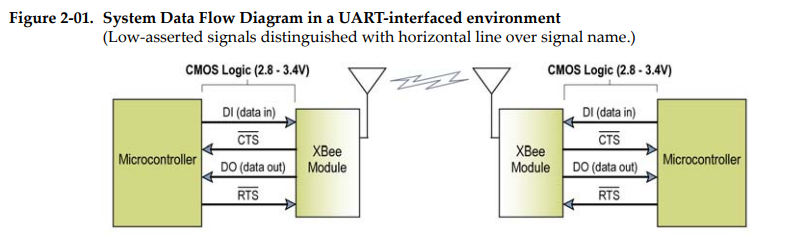 Figure 2-01. System Data Flow Diagram in a UART-interfaced environment
(Low-asserted signals distinguished with horizontal line over signal name.)
CMOS Logic (2.8 - 3.4V)
DI (data in)
CTS
DO (data out)
RTS
Microcontroller
XBee
Module
CMOS Logic (2.8 - 3.4V)
XBee
Module
DI (data in)
CTS
DO (data out)
RTS
Microcontroller